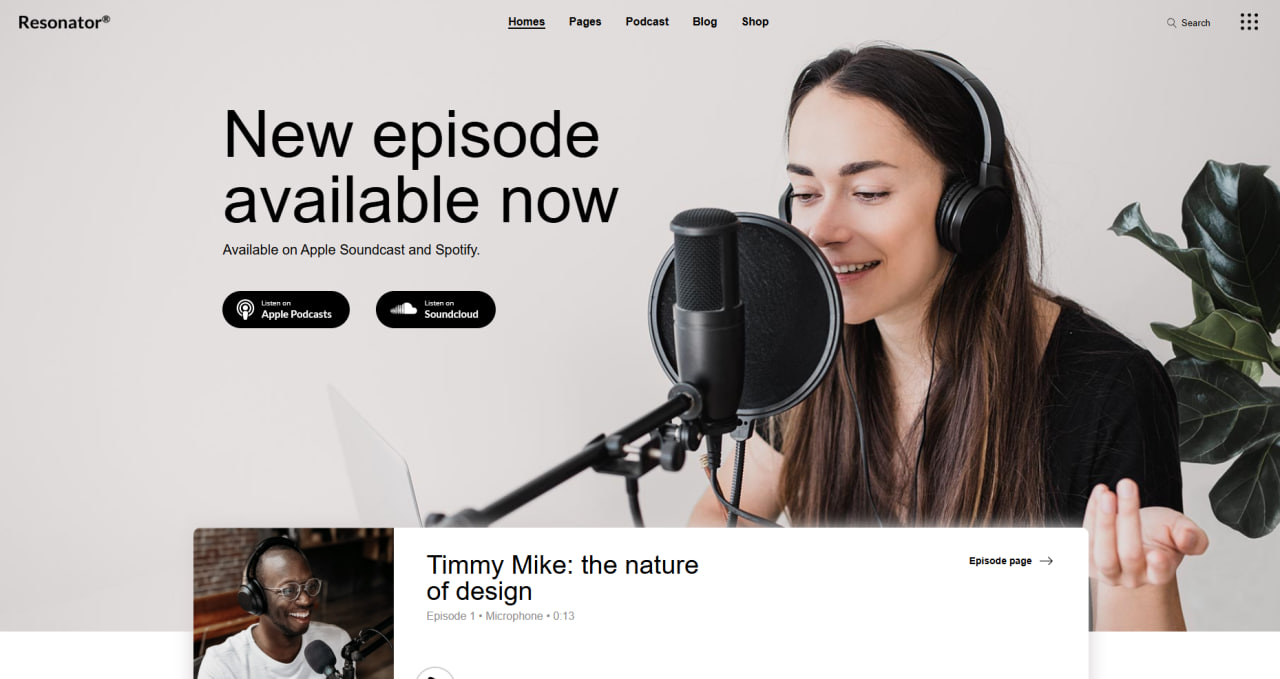 Resonator®
Homes Pages Podcast Blog Shop
Search
New episode
available now
Available on Apple Soundcast and Spotify.
Listen on
Apple Podcasts
Listen on
Soundcloud
Timmy Mike: the nature
of design
Episode page
Episode 1 • Microphone • 0:13